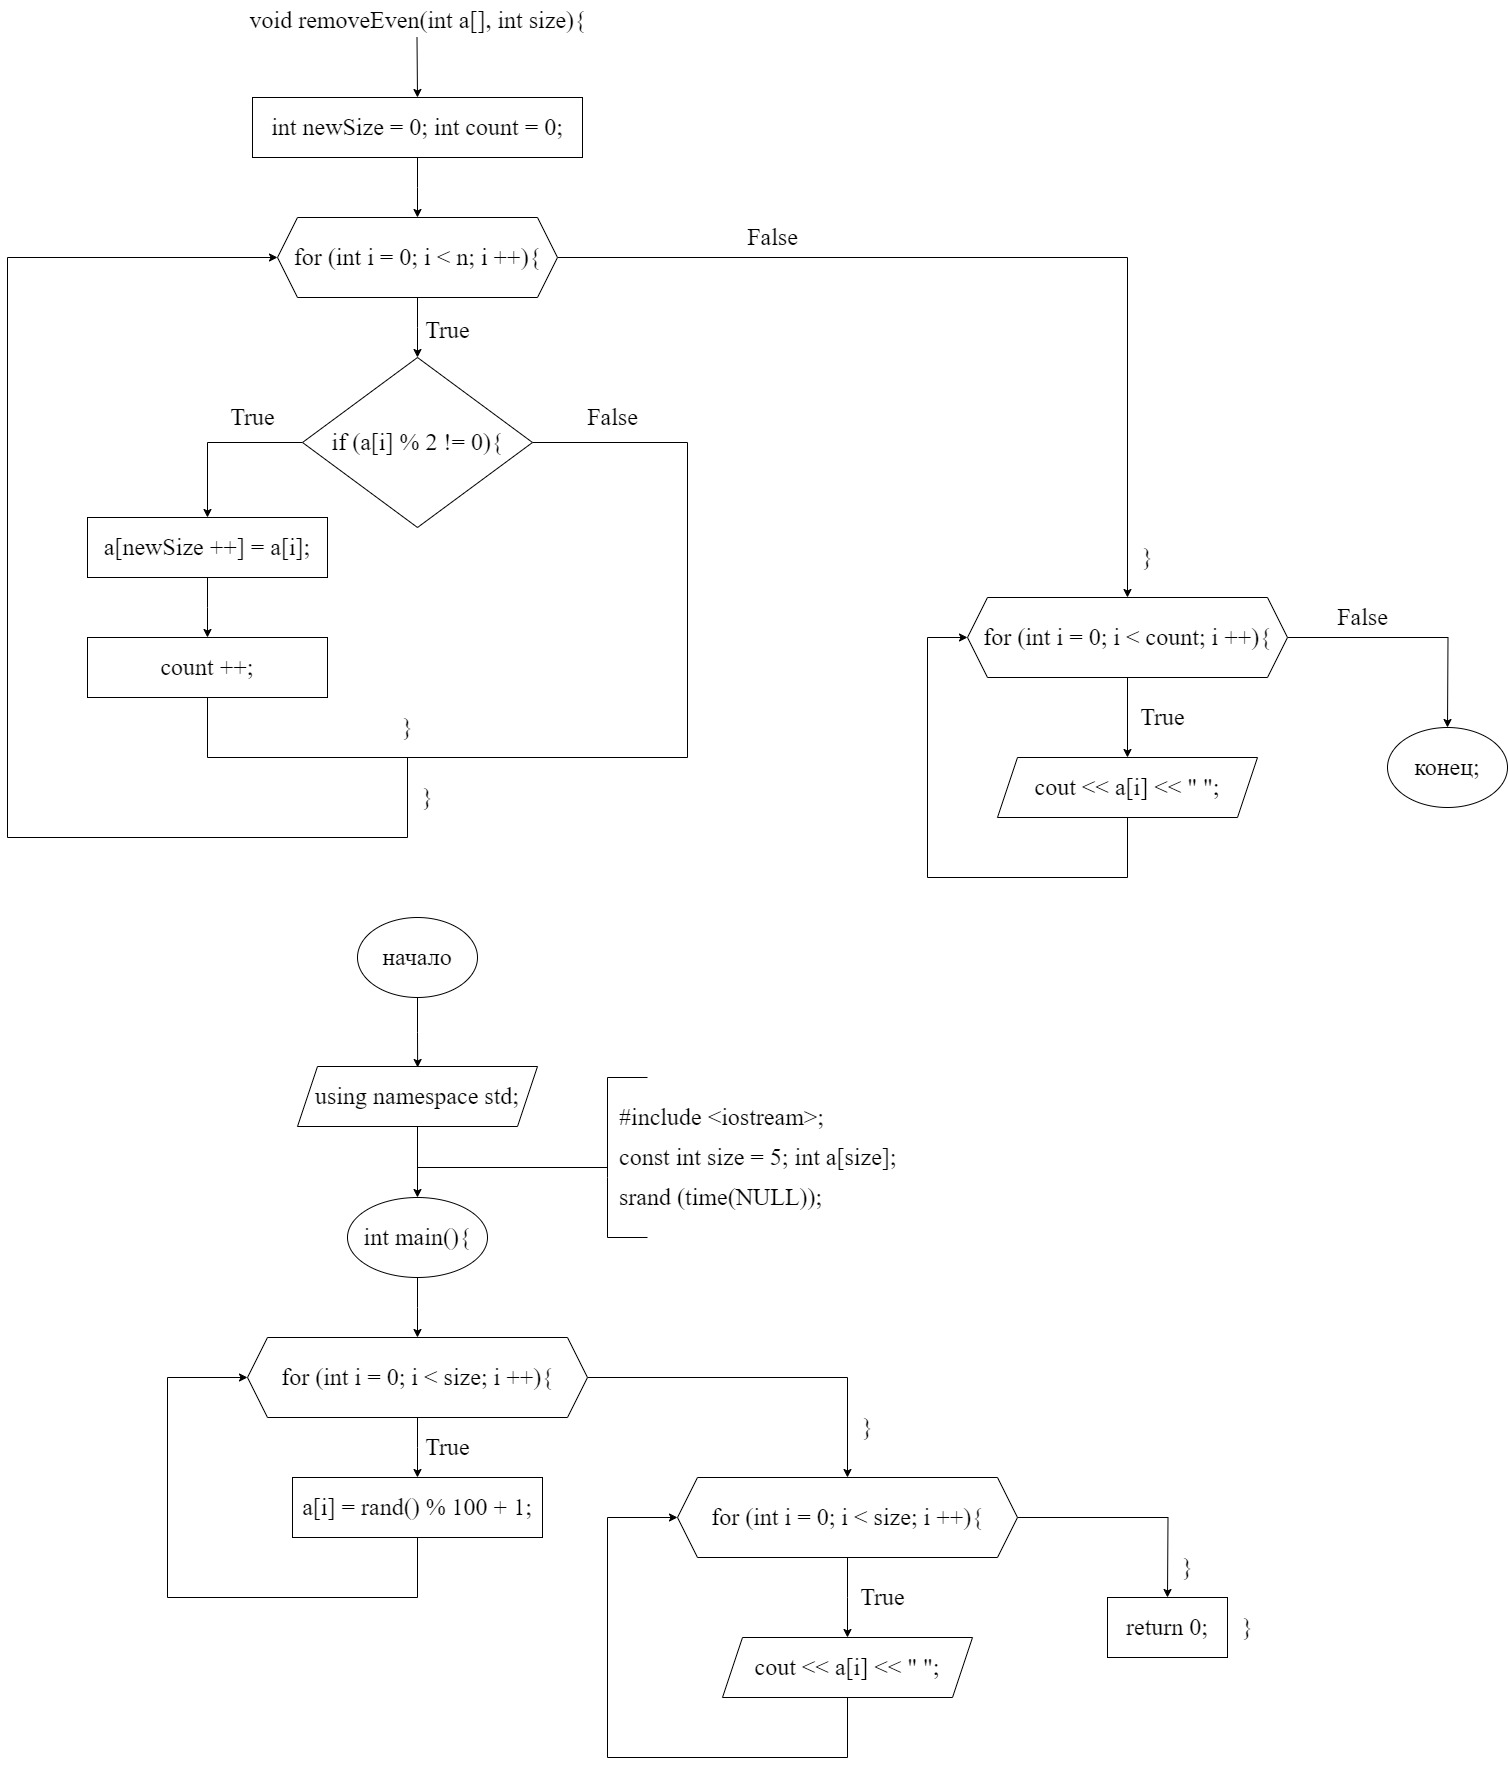 void removeEven(int a[], int size){
int newSize = 0; int count = 0;
for (int i = 0; i < n; i ++){
False
True
if (a[i] % 2 != 0){
True
False
a[newSize ++] = a[i];
count ++;
}
}
}
for (int i = 0; i < count; i ++){
False
True
cout << a[i] << " ";
конец;
начало
using namespace std;
#include <iostream>;
const int size = 5; int a[size];
srand (time(NULL));
int main(){
for (int i = 0; i < size; i ++){
True
a[i] = rand() % 100 + 1;
}
for (int i = 0; i < size; i ++){
True
cout << a[i] << " ";
}
return 0;
}